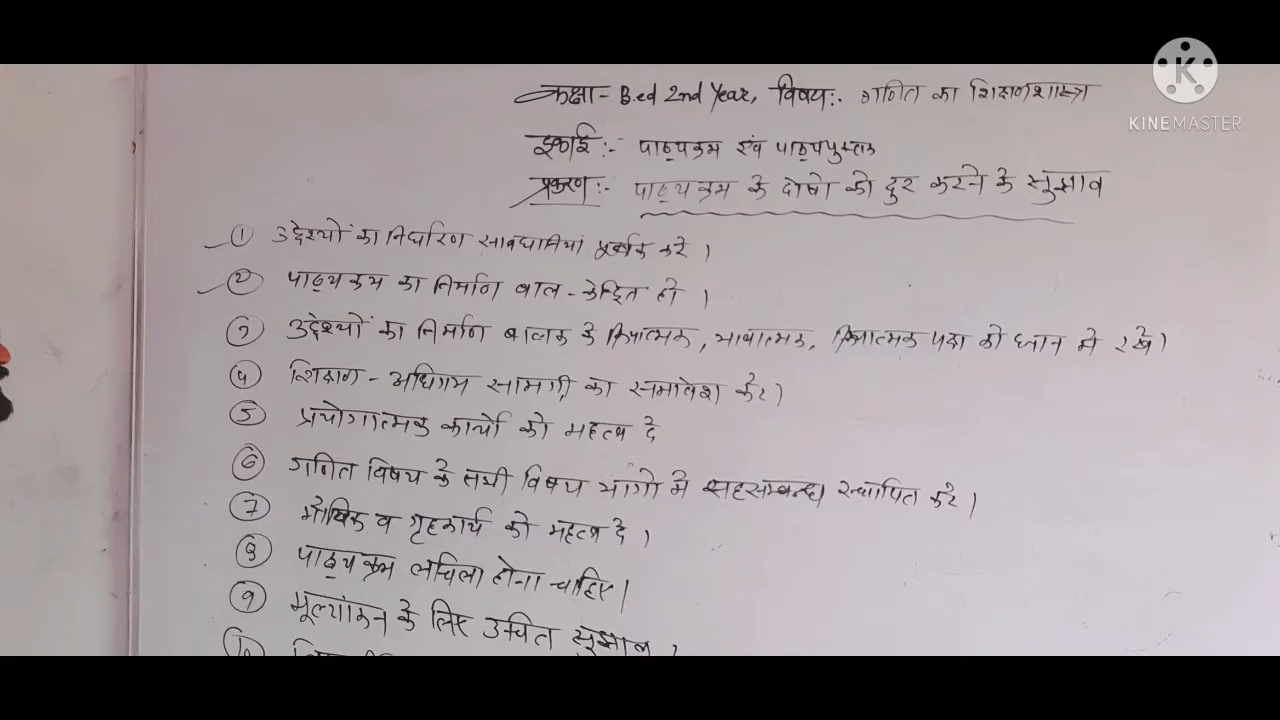 KINEMASTER
कक्षा - B.ed 2nd Year, विषय:- गणित का शिक्षणशास्त्र
इकाई:- पाठ्यक्रम एवं पाठ्यपुस्तक
प्रकरण:- पाठ्यक्रम के दोषो को दुर करने के सुझाव
① उद्देश्यों का निर्धारण सावधानियां पूर्वक करे ।
② पाठ्यक्रम का निर्माण बाल-केन्द्रित हो ।
③ उद्देश्यों का निर्माण बालक के क्रियात्मक, भावात्मक, क्रियात्मक पक्ष को ध्यान मे रखे।
④ शिक्षण - अधिगम सामग्री का समावेश करे।
⑤ प्रयोगात्मक कार्यो को महत्व दे
⑥ गणित विषय के सभी विषय भागो मे सहसम्बन्ध स्थापित करे।
⑦ मौखिक व गृहकार्य को महत्व दे ।
⑧ पाठ्यक्रम लचिला होना चाहिए।
⑨ मूल्यांकन के लिए उचित सुझाव ।